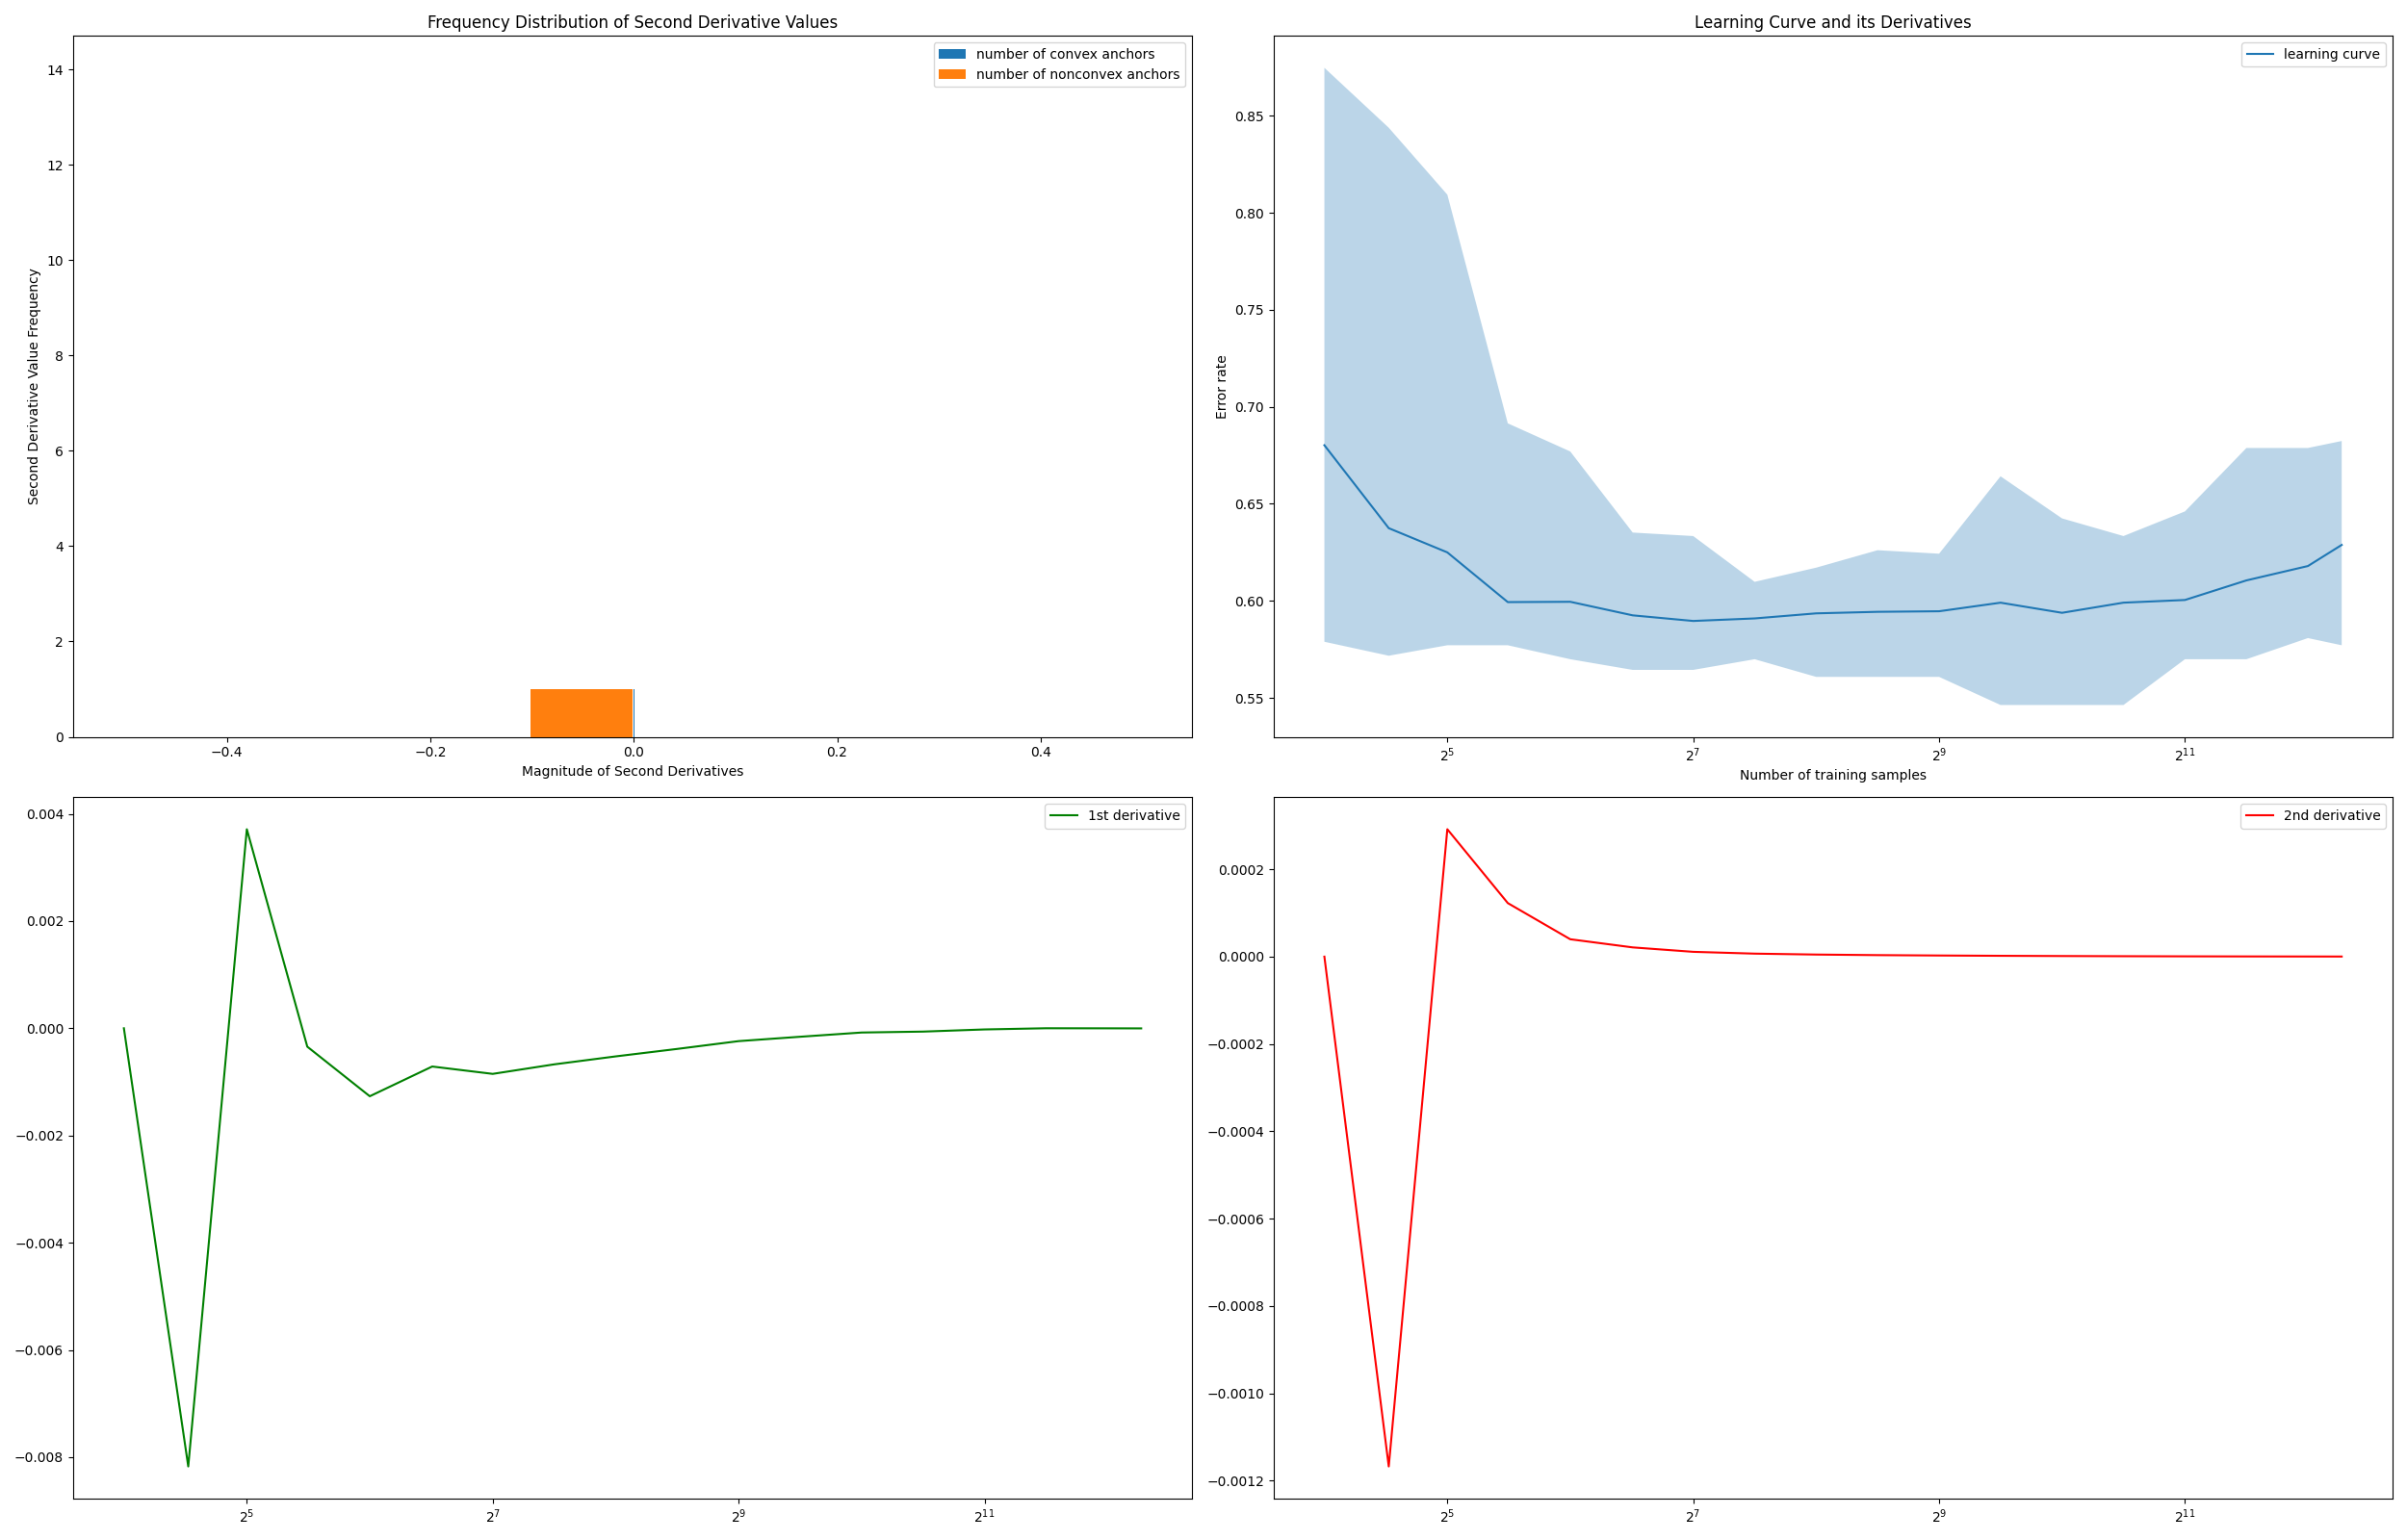 Frequency Distribution of Second Derivative Values
number of convex anchors
number of nonconvex anchors
14
12
10
8
6
4
2
0
Second Derivative Value Frequency
−0.4 −0.2 0.0 0.2 0.4
Magnitude of Second Derivatives
Learning Curve and its Derivatives
learning curve
0.85
0.80
0.75
0.70
0.65
0.60
0.55
Error rate
2^5 2^7 2^9 2^11
Number of training samples
1st derivative
0.004
0.002
0.000
−0.002
−0.004
−0.006
−0.008
2^5 2^7 2^9 2^11
2nd derivative
0.0002
0.0000
−0.0002
−0.0004
−0.0006
−0.0008
−0.0010
−0.0012
2^5 2^7 2^9 2^11